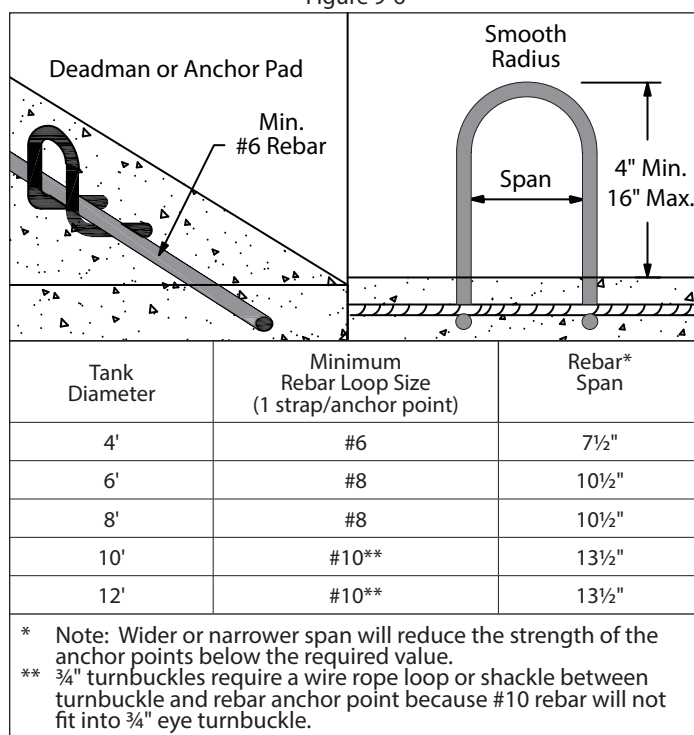 Figure 9-6
Deadman or Anchor Pad
Min.
#6 Rebar
Smooth
Radius
Span
4" Min.
16" Max.
Tank
Diameter
Minimum
Rebar Loop Size
(1 strap/anchor point)
Rebar*
Span
4' #6 7½"
6' #8 10½"
8' #8 10½"
10' #10** 13½"
12' #10** 13½"
* Note: Wider or narrower span will reduce the strength of the
anchor points below the required value.
** ¾" turnbuckles require a wire rope loop or shackle between
turnbuckle and rebar anchor point because #10 rebar will not
fit into ¾" eye turnbuckle.